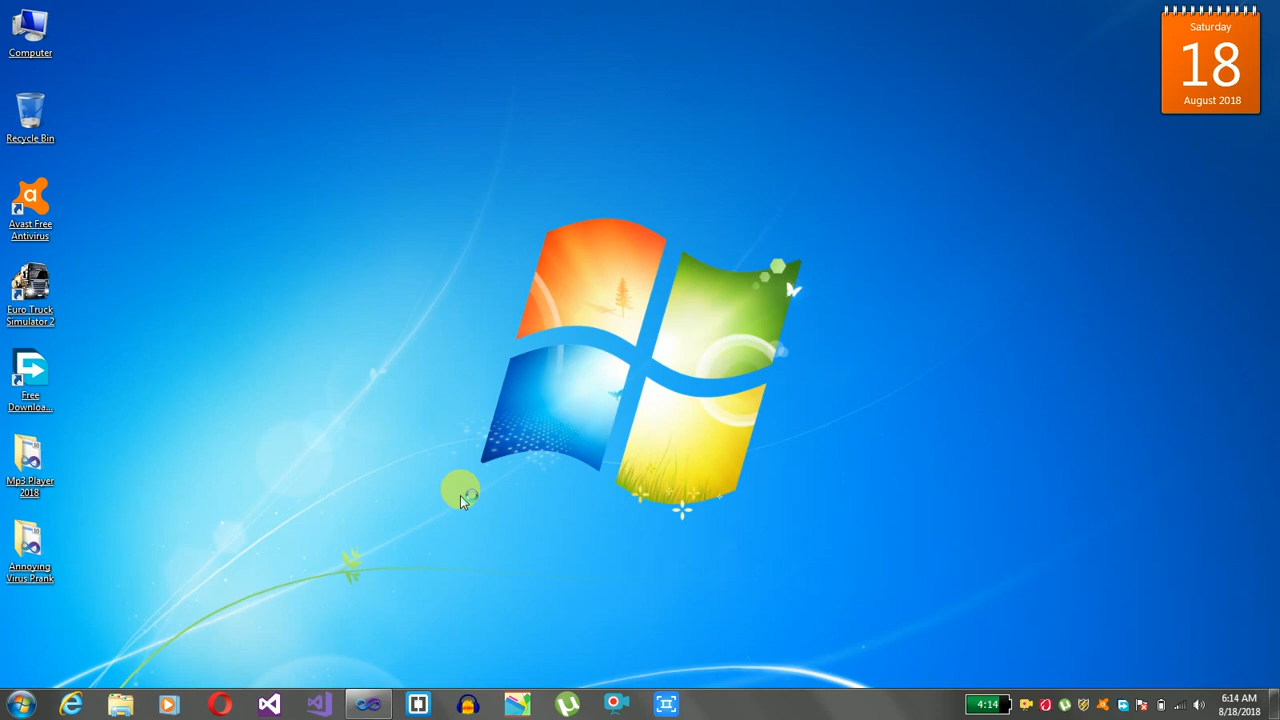 Computer
Recycle Bin
Avast Free
Antivirus
Euro Truck
Simulator 2
Free
Downloa...
Mp3 Player
2018
Annoying
Virus Prank
Saturday
18
August 2018
4:14
6:14 AM
8/18/2018